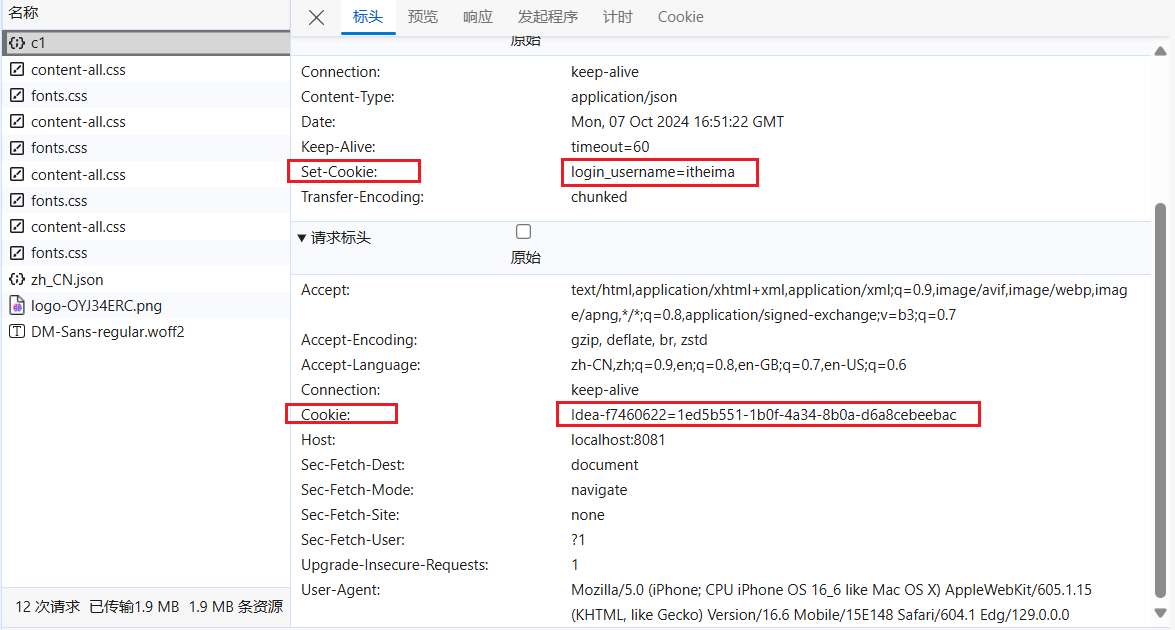 名称
标头 预览 响应 发起程序 计时 Cookie
c1
content-all.css
fonts.css
content-all.css
fonts.css
content-all.css
fonts.css
content-all.css
fonts.css
zh_CN.json
logo-OYJ34ERC.png
DM-Sans-regular.woff2
12 次请求 已传输1.9 MB 1.9 MB 条资源
原始
Connection: keep-alive
Content-Type: application/json
Date: Mon, 07 Oct 2024 16:51:22 GMT
Keep-Alive: timeout=60
Set-Cookie: login_username=itheima
Transfer-Encoding: chunked
▼ 请求标头
原始
Accept: text/html,application/xhtml+xml,application/xml;q=0.9,image/avif,image/webp,imag
e/apng,*/*;q=0.8,application/signed-exchange;v=b3;q=0.7
Accept-Encoding: gzip, deflate, br, zstd
Accept-Language: zh-CN,zh;q=0.9,en;q=0.8,en-GB;q=0.7,en-US;q=0.6
Connection: keep-alive
Cookie: Idea-f7460622=1ed5b551-1b0f-4a34-8b0a-d6a8cebeebac
Host: localhost:8081
Sec-Fetch-Dest: document
Sec-Fetch-Mode: navigate
Sec-Fetch-Site: none
Sec-Fetch-User: ?1
Upgrade-Insecure-Requests: 1
User-Agent: Mozilla/5.0 (iPhone; CPU iPhone OS 16_6 like Mac OS X) AppleWebKit/605.1.15
(KHTML, like Gecko) Version/16.6 Mobile/15E148 Safari/604.1 Edg/129.0.0.0